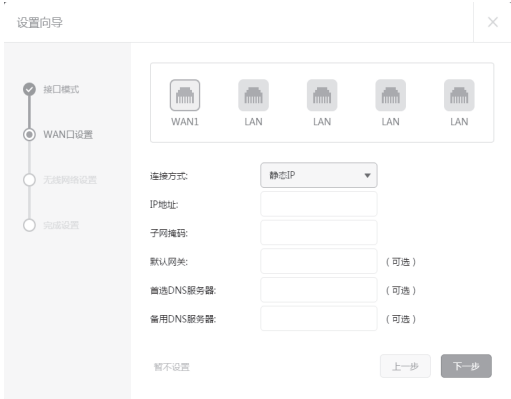 设置向导
接口模式
WAN口设置
无线网络设置
完成设置
WAN1 LAN LAN LAN LAN
连接方式: 静态IP
IP地址:
子网掩码:
默认网关: (可选)
首选DNS服务器: (可选)
备用DNS服务器: (可选)
暂不设置 上一步 下一步